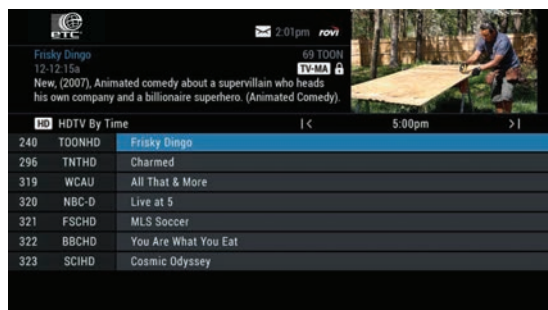 etc
2:01pm rovi
Frisky Dingo 69 TOON
12-12:15a TV-MA
New, (2007), Animated comedy about a supervillain who heads
his own company and a billionaire superhero. (Animated Comedy).
HD HDTV By Time |< 5:00pm >|
240 TOONHD Frisky Dingo
296 TNTHD Charmed
319 WCAU All That & More
320 NBC-D Live at 5
321 FSCHD MLS Soccer
322 BBCHD You Are What You Eat
323 SCIHD Cosmic Odyssey